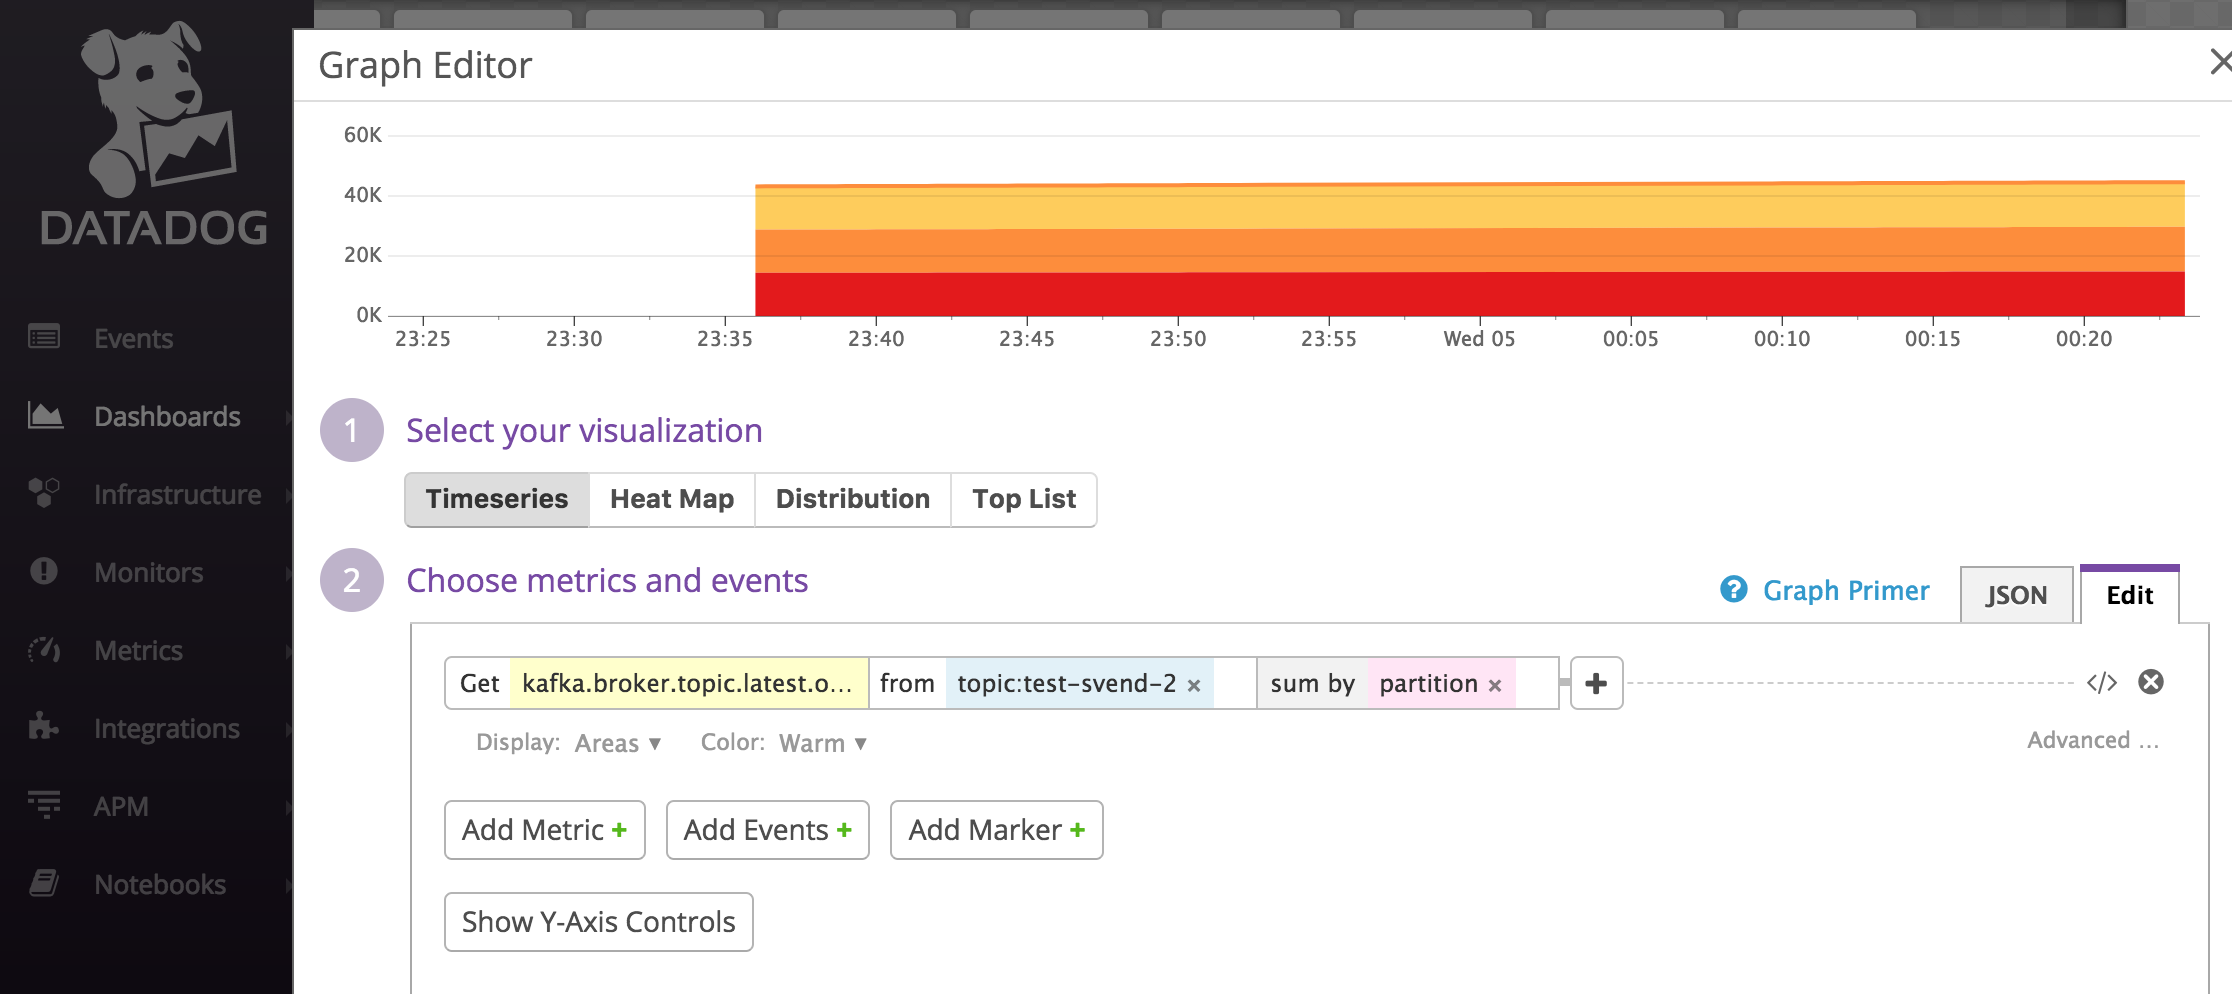 DATADOG
Events
Dashboards
Infrastructure
Monitors
Metrics
Integrations
APM
Notebooks
Graph Editor
60K
40K
20K
0K
23:25 23:30 23:35 23:40 23:45 23:50 23:55 Wed 05 00:05 00:10 00:15 00:20
1 Select your visualization
Timeseries Heat Map Distribution Top List
2 Choose metrics and events
? Graph Primer JSON Edit
Get kafka.broker.topic.latest.o... from topic:test-svend-2 × sum by partition × + </>
Display: Areas ▼ Color: Warm ▼ Advanced ...
Add Metric + Add Events + Add Marker +
Show Y-Axis Controls